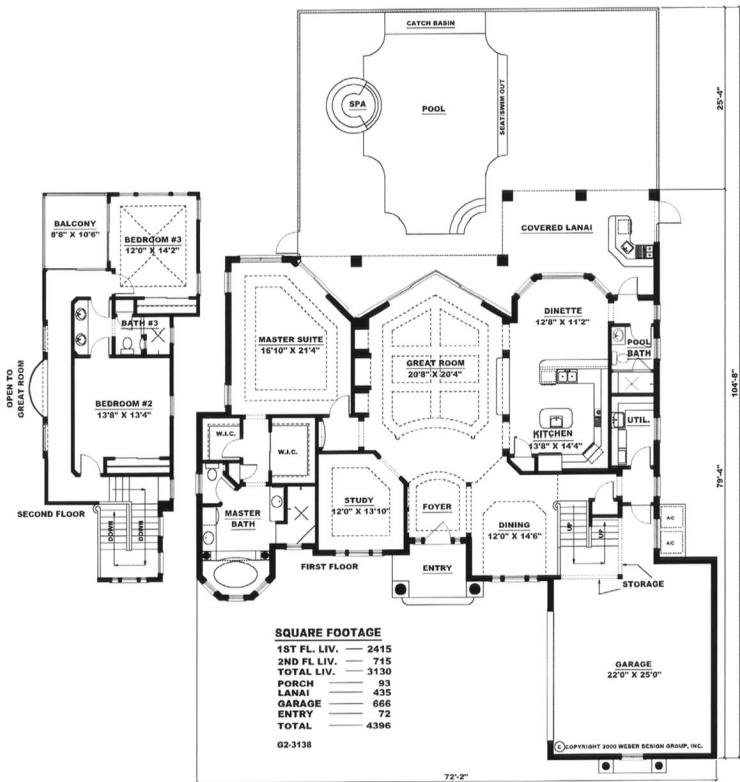 CATCH BASIN
SPA
POOL
SEAT/SWIM OUT
25'-4"
BALCONY
8'8" X 10'6"
BEDROOM #3
12'0" X 14'2"
COVERED LANAI
BATH #3
MASTER SUITE
16'10" X 21'4"
GREAT ROOM
20'8" X 20'4"
DINETTE
12'8" X 11'2"
POOL
BATH
OPEN TO
GREAT ROOM
BEDROOM #2
13'8" X 13'4"
104'-8"
W.I.C.
W.I.C.
KITCHEN
13'8" X 14'4"
UTIL.
79'-4"
STUDY
12'0" X 13'10"
FOYER
DINING
12'0" X 14'6"
MASTER
BATH
SECOND FLOOR
DOWN
DOWN
UP
UP
A/C
A/C
FIRST FLOOR
ENTRY
STORAGE
SQUARE FOOTAGE
1ST FL. LIV. 2415
2ND FL LIV. 715
TOTAL LIV. 3130
PORCH 93
LANAI 435
GARAGE 666
ENTRY 72
TOTAL 4396
G2-3138
GARAGE
22'0" X 25'0"
© COPYRIGHT 2000 WEBER DESIGN GROUP, INC.
72'-2"